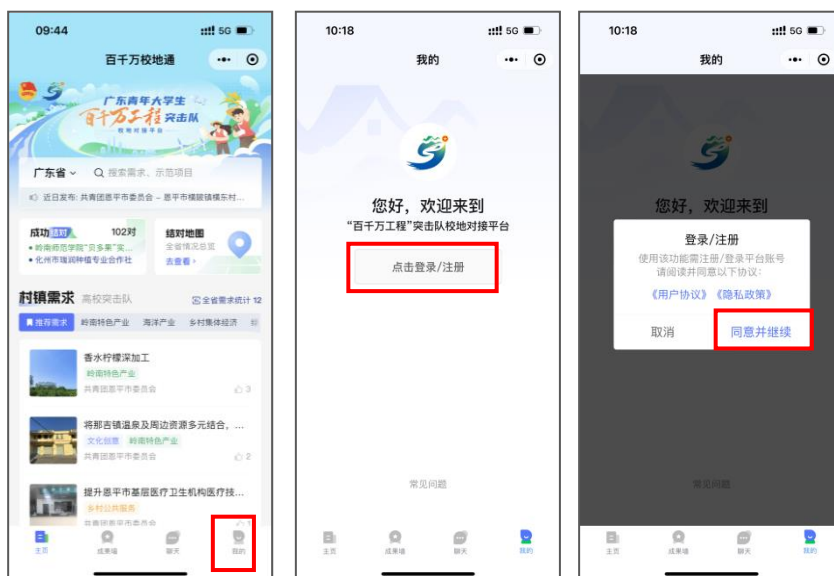 09:44
5G
百千万校地通
广东青年大学生
百千万工程突击队
校地对接平台
广东省
搜索需求、示范项目
近日发布: 共青团恩平市委员会 – 恩平市横陂镇横东村...
成功结对 102对
岭南师范学院“贝多果”实...
化州市瑞润种植专业合作社
结对地图
全省情况总览
去查看
村镇需求 高校突击队 全省需求统计 12
推荐需求 岭南特色产业 海洋产业 乡村集体经济
香水柠檬深加工
岭南特色产业
共青团恩平市委员会 3
将那吉镇温泉及周边资源多元结合，...
文化创意 岭南特色产业
共青团恩平市委员会 2
提升恩平市基层医疗卫生机构医疗技...
乡村公共服务
共青团恩平市委员会 1
主页 成果墙 聊天 我的
10:18
5G
我的
您好，欢迎来到
“百千万工程”突击队校地对接平台
点击登录/注册
常见问题
主页 成果墙 聊天 我的
10:18
5G
我的
您好，欢迎来到
登录/注册
使用该功能需注册/登录平台账号
请阅读并同意以下协议：
《用户协议》《隐私政策》
取消 同意并继续
常见问题
主页 成果墙 聊天 我的